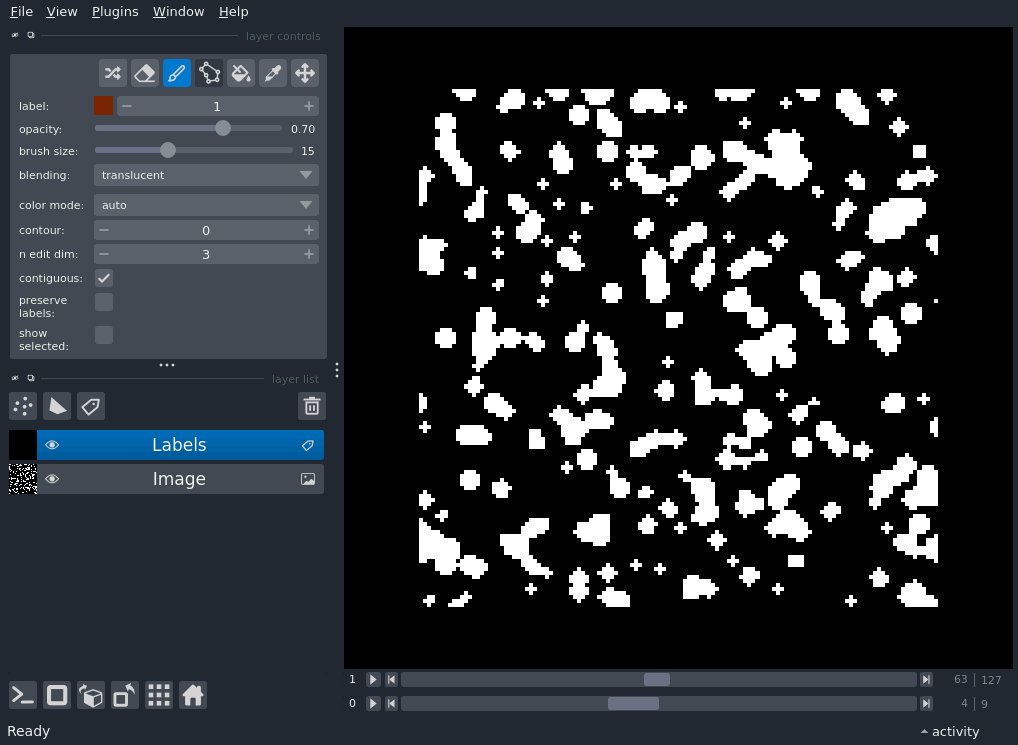 File View Plugins Window Help
layer controls
label: 1
opacity: 0.70
brush size: 15
blending: translucent
color mode: auto
contour: 0
n edit dim: 3
contiguous:
preserve
labels:
show
selected:
layer list
Labels
Image
1 63 127
0 4 9
Ready activity